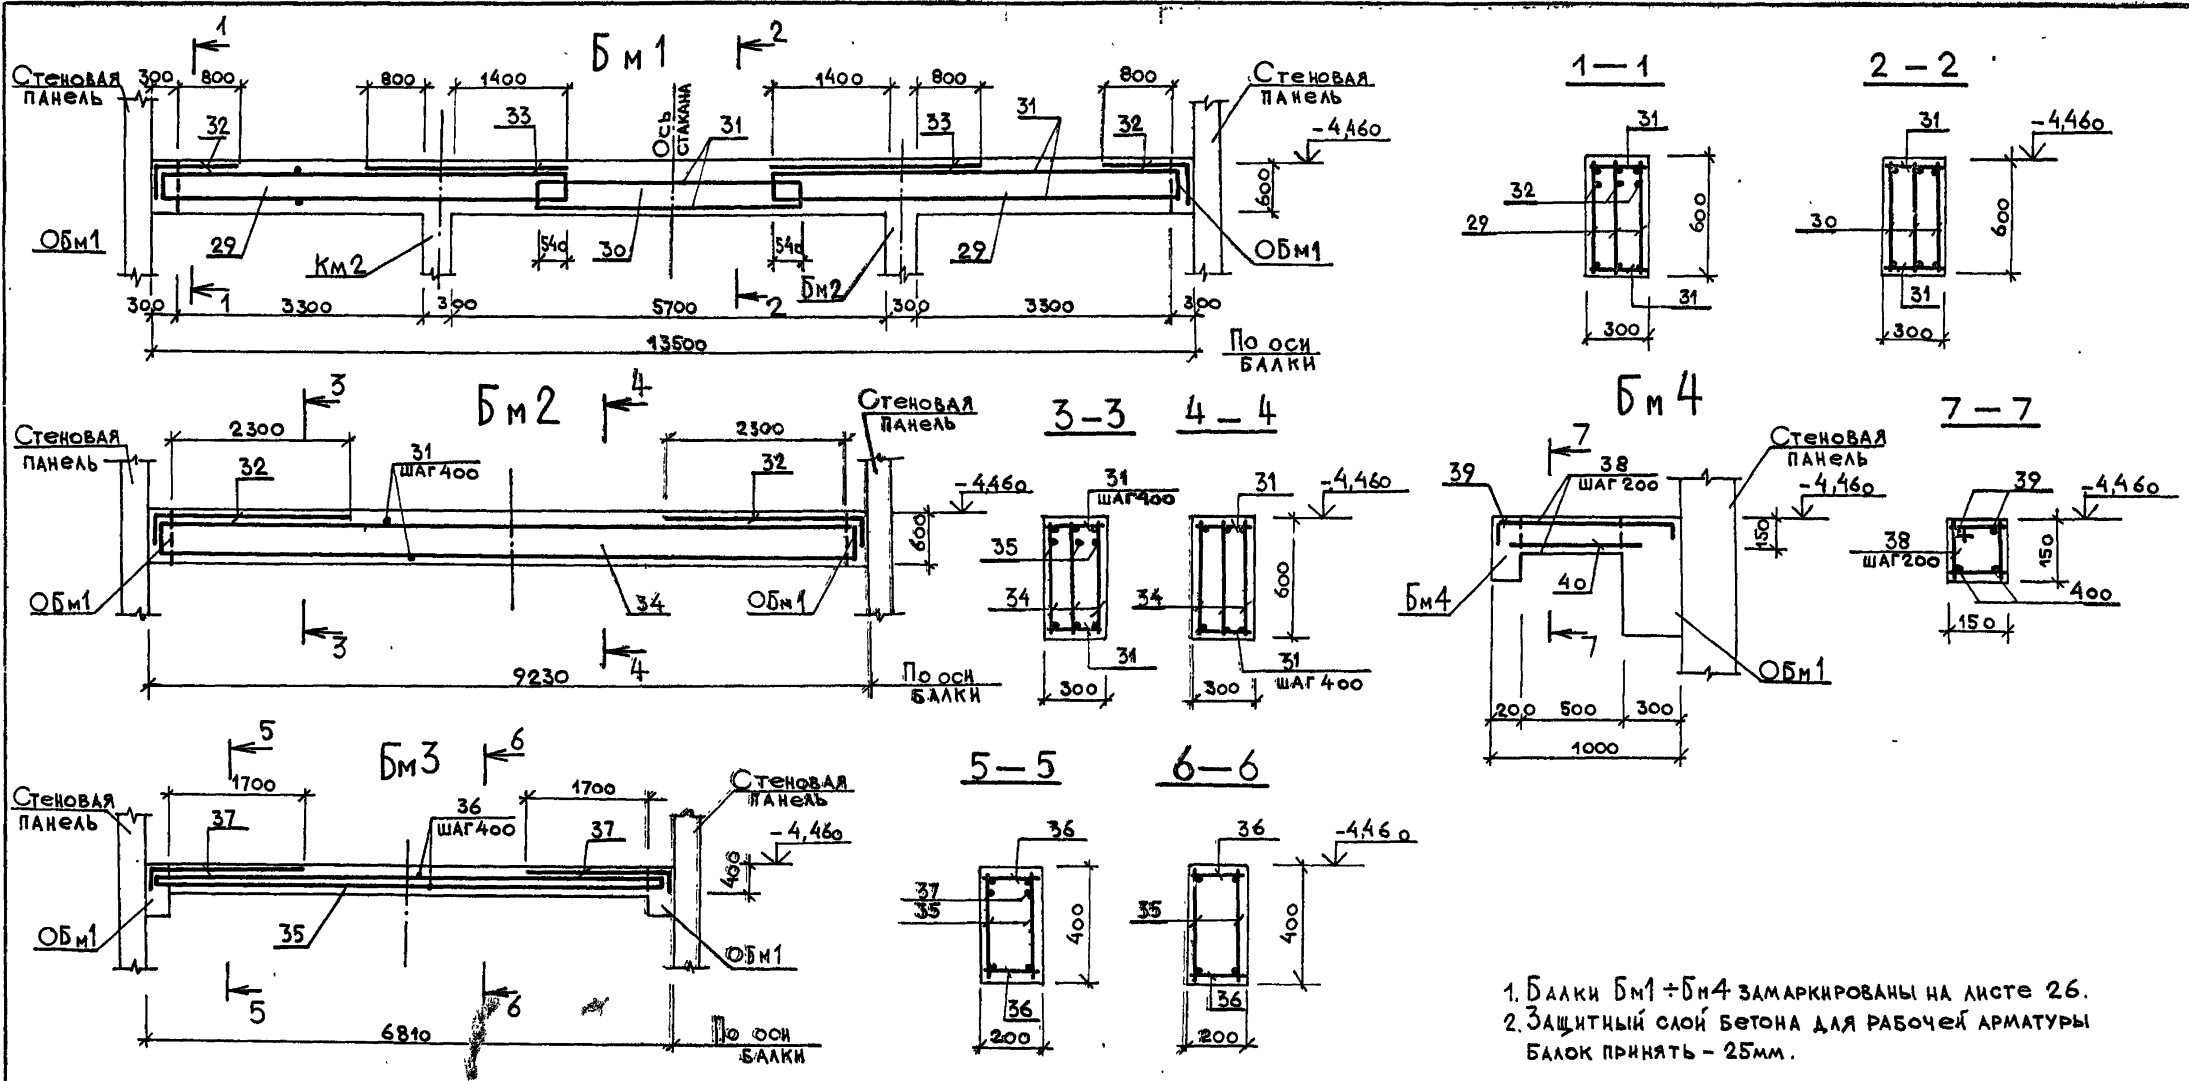 Бм1
1
2
Стеновая
панель
300
800
800
1400
1400
800
800
Стеновая
панель
Ось
стакана
32
33
31
33
31
32
-4,460
600
ОБм1
29
Км2
540
30
540
Бм2
29
ОБм1
1
2
300
3300
300
5700
300
3300
300
13500
По оси
балки
1-1
31
32
29
600
31
300
2-2
31
-4,460
30
600
31
300
Бм2
3
4
Стеновая
панель
2300
2300
Стеновая
панель
32
31
шаг 400
32
-4,460
600
ОБм1
34
ОБм1
3
4
9230
По оси
балки
3-3
31
шаг 400
35
34
31
300
4-4
31
-4,460
34
600
31
шаг 400
300
Бм4
7
Стеновая
панель
39
38
шаг 200
-4,460
150
Бм4
40
7
ОБм1
200
500
300
1000
7-7
39
-4,460
38
шаг 200
150
400
150
Бм3
5
6
Стеновая
панель
1700
1700
Стеновая
панель
37
36
шаг 400
37
-4,460
400
ОБм1
35
ОБм1
5
6
6810
По оси
балки
5-5
36
37
35
400
36
200
6-6
36
-4,460
35
400
36
200
1. Балки Бм1÷Бм4 замаркированы на листе 26.
2. Защитный слой бетона для рабочей арматуры
балок принять - 25мм.